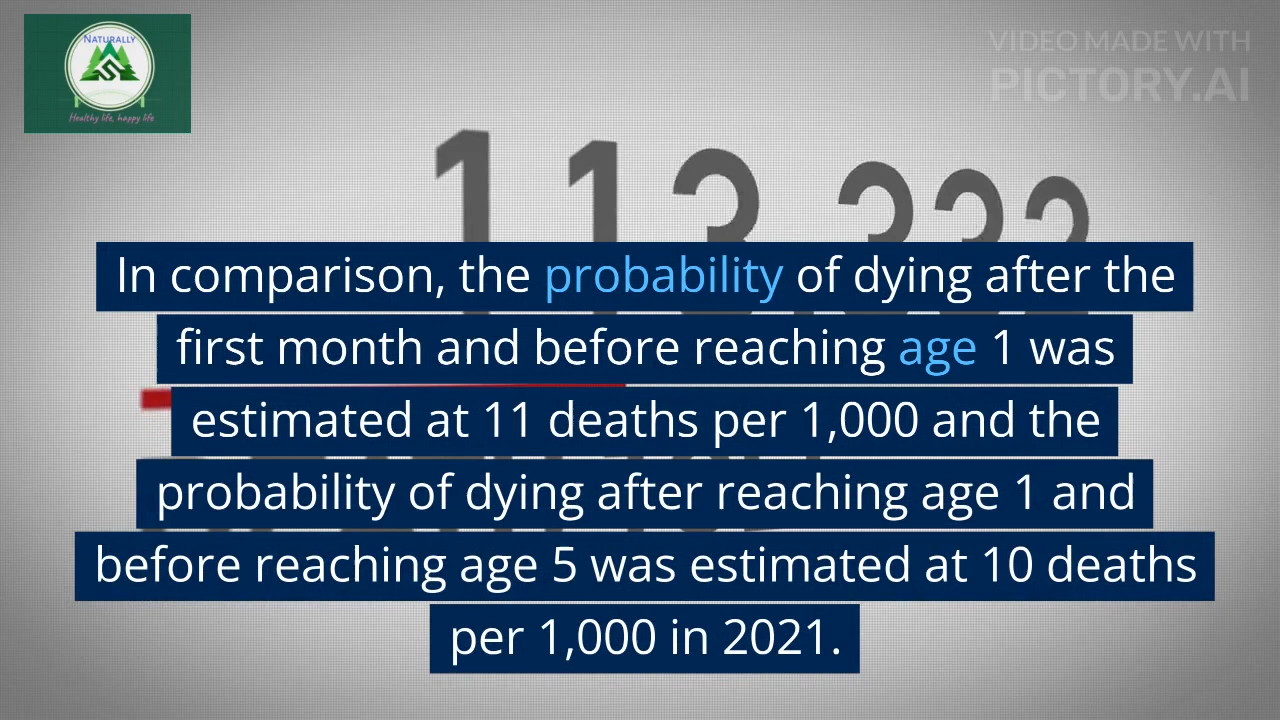 NATURALLY
Healthy life, happy life
VIDEO MADE WITH
PICTORY.AI
In comparison, the probability of dying after the
first month and before reaching age 1 was
estimated at 11 deaths per 1,000 and the
probability of dying after reaching age 1 and
before reaching age 5 was estimated at 10 deaths
per 1,000 in 2021.